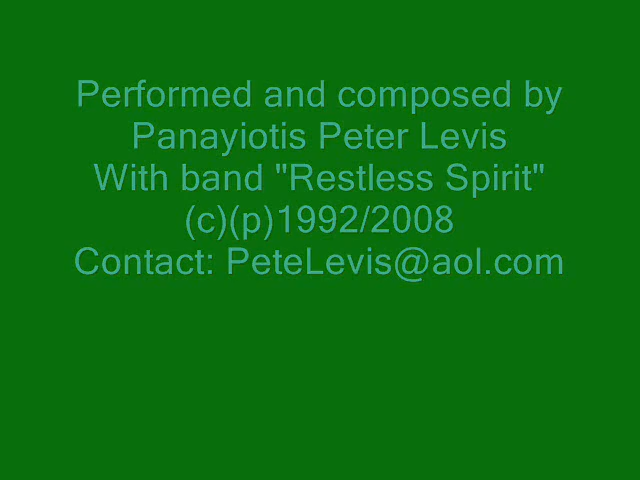 Performed and composed by
Panayiotis Peter Levis
With band "Restless Spirit"
(c)(p)1992/2008
Contact: PeteLevis@aol.com